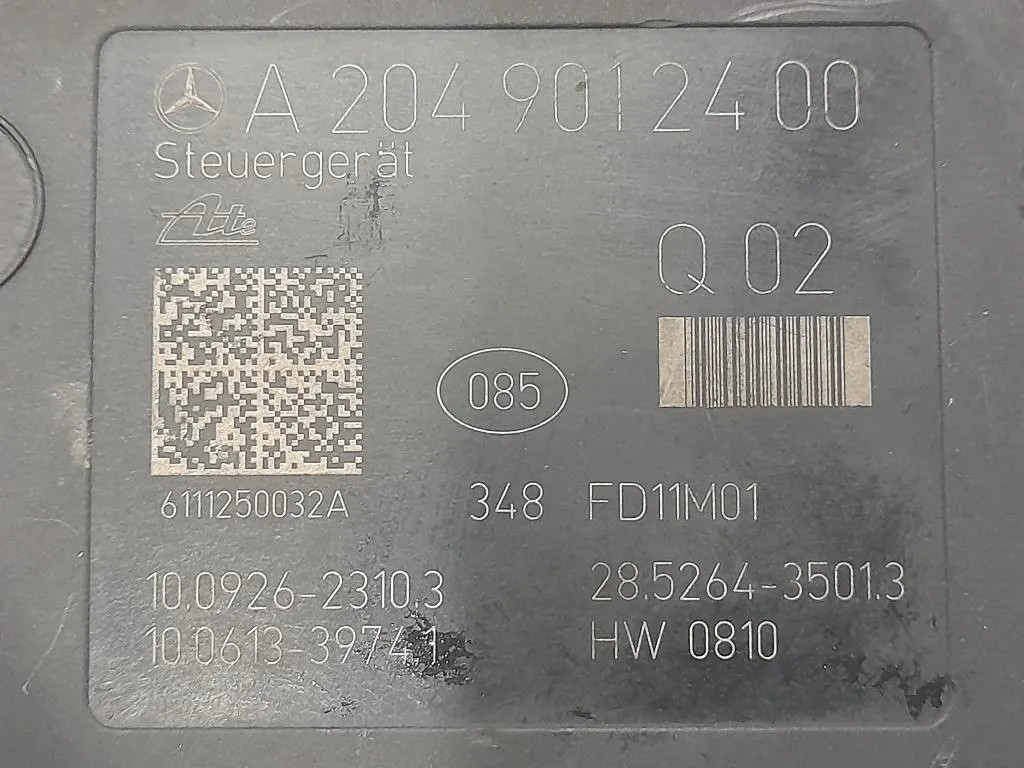 A 204 901 24 00
Steuergerät
Ate
Q 02
085
6111250032A 348 FD11M01
10.0926-2310.3 28.5264-3501.3
10.0613-3974.1 HW 0810